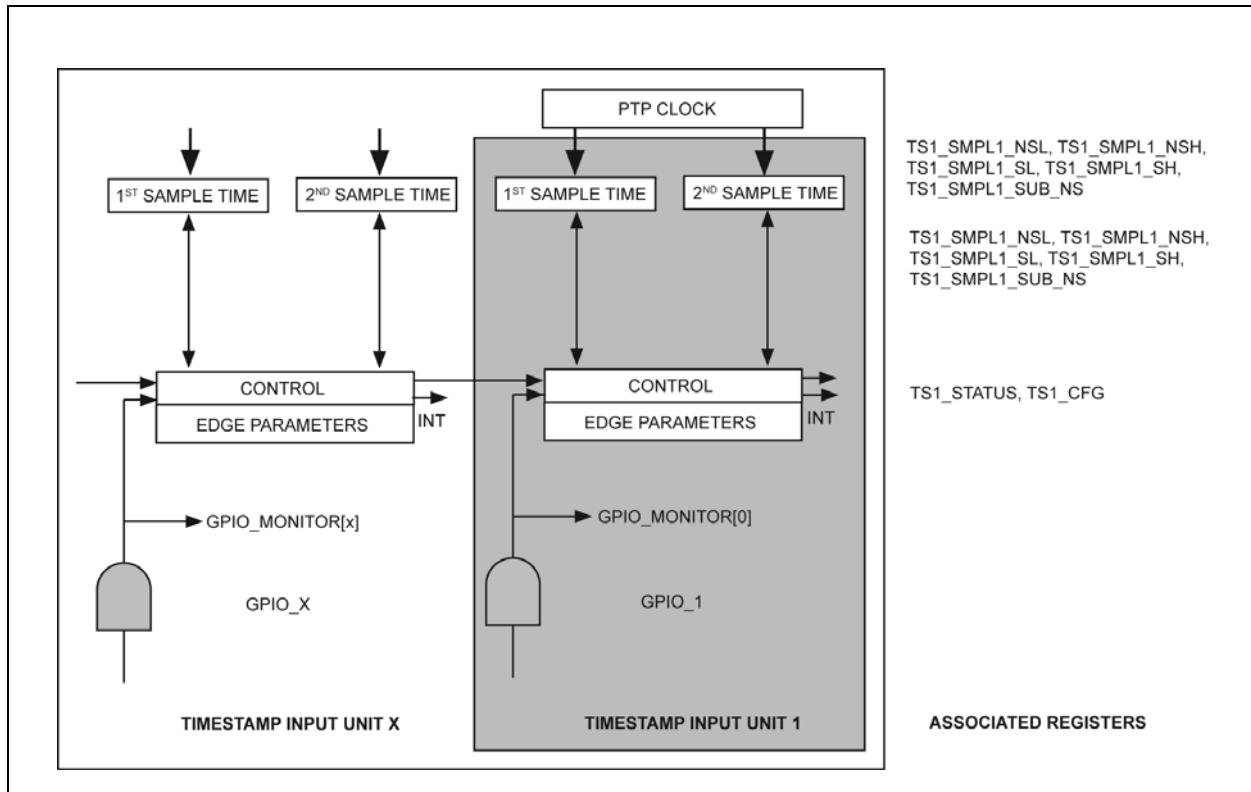 PTP CLOCK
1ST SAMPLE TIME
2ND SAMPLE TIME
1ST SAMPLE TIME
2ND SAMPLE TIME
TS1_SMPL1_NSL, TS1_SMPL1_NSH,
TS1_SMPL1_SL, TS1_SMPL1_SH,
TS1_SMPL1_SUB_NS
TS1_SMPL1_NSL, TS1_SMPL1_NSH,
TS1_SMPL1_SL, TS1_SMPL1_SH,
TS1_SMPL1_SUB_NS
CONTROL
EDGE PARAMETERS
INT
CONTROL
EDGE PARAMETERS
INT
TS1_STATUS, TS1_CFG
GPIO_MONITOR[x]
GPIO_MONITOR[0]
GPIO_X
GPIO_1
TIMESTAMP INPUT UNIT X
TIMESTAMP INPUT UNIT 1
ASSOCIATED REGISTERS